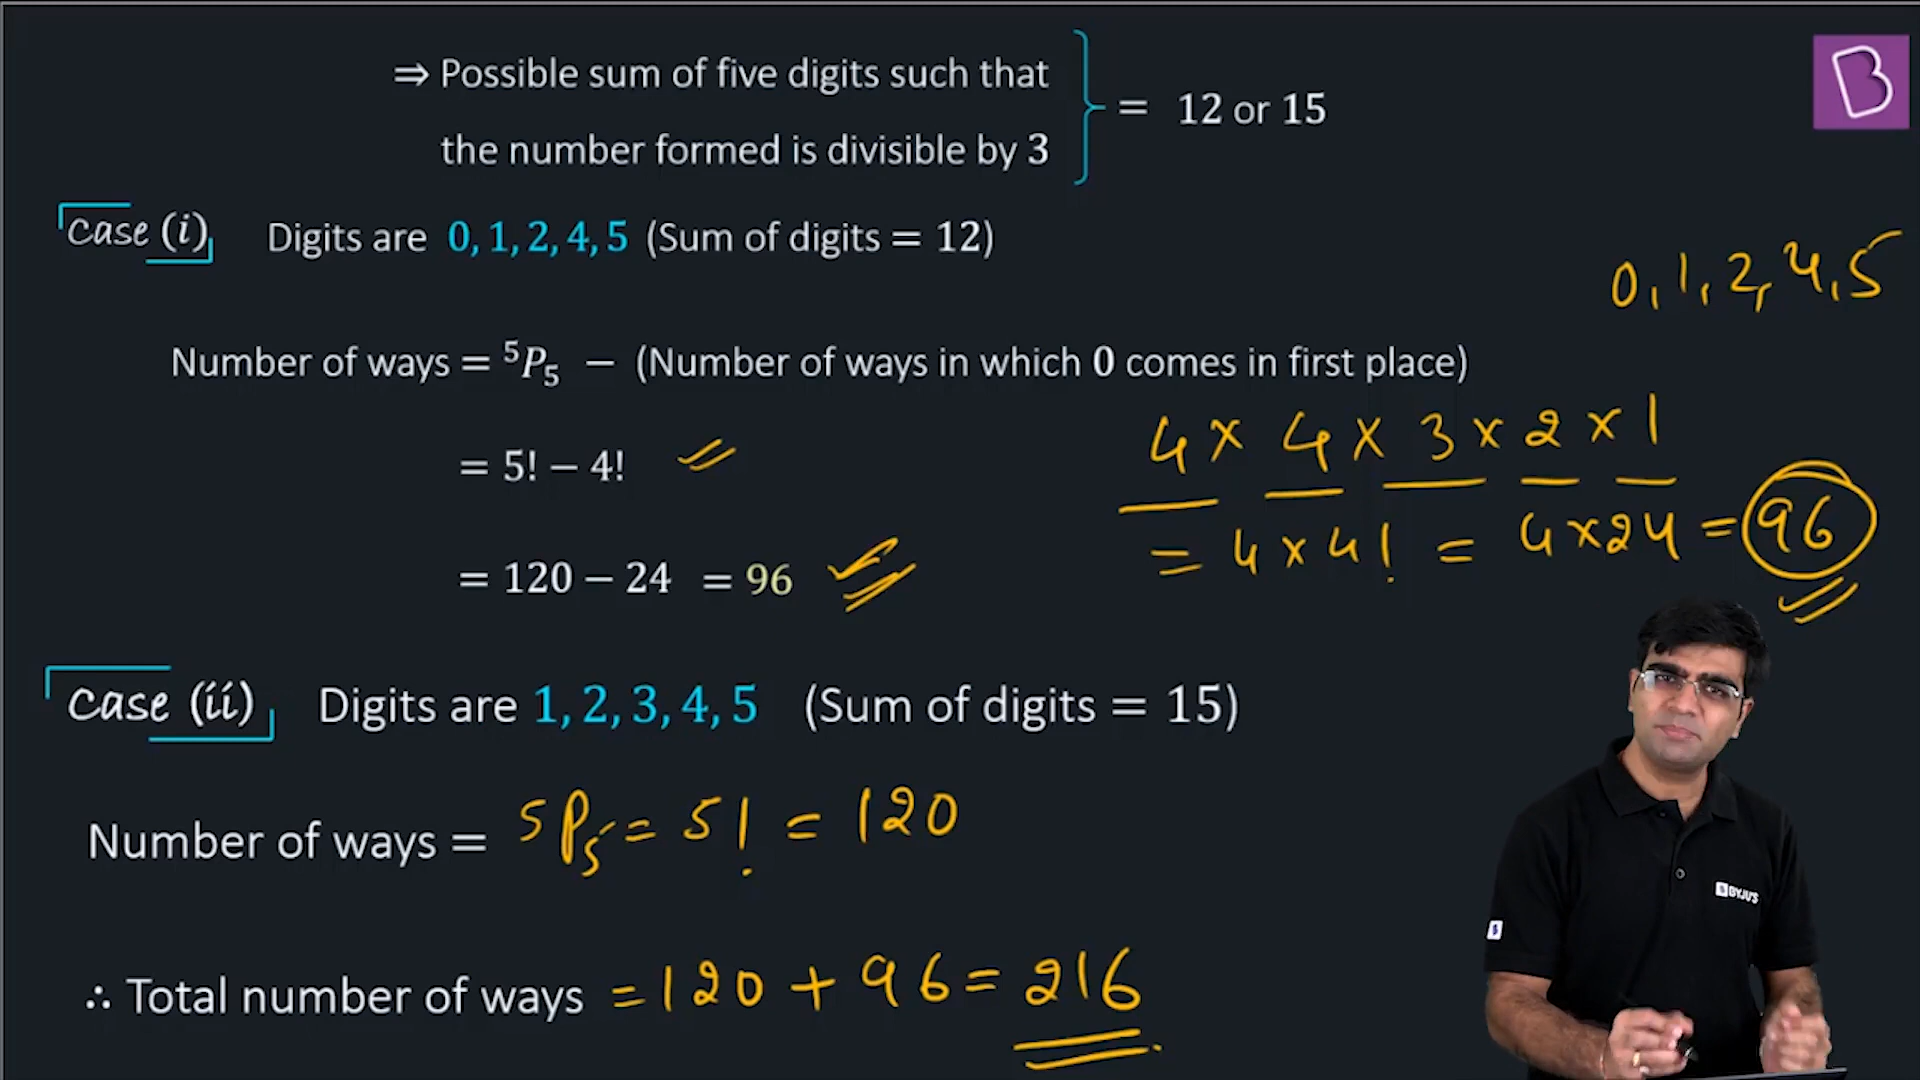 ⇒ Possible sum of five digits such that
the number formed is divisible by 3
= 12 or 15
B
Case (i) Digits are 0, 1, 2, 4, 5 (Sum of digits = 12)
0, 1, 2, 4, 5
Number of ways = ⁵P₅ − (Number of ways in which 0 comes in first place)
= 5! − 4!
4 × 4 × 3 × 2 × 1
= 4 × 4! = 4 × 24 = 96
= 120 − 24 = 96
Case (ii) Digits are 1, 2, 3, 4, 5 (Sum of digits = 15)
Number of ways = ⁵P₅ = 5! = 120
BYJU'S
∴ Total number of ways = 120 + 96 = 216